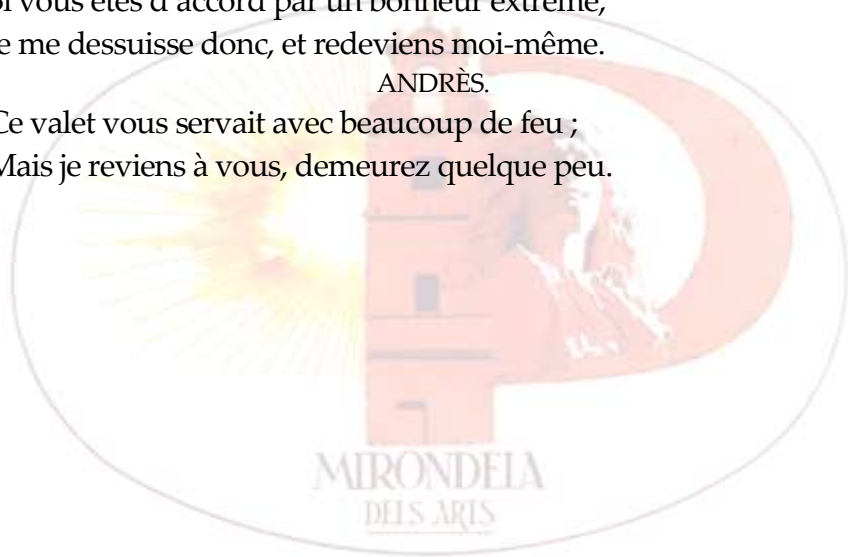 si vous êtes d'accord par un bonheur extrême,
je me dessuisse donc, et redeviens moi-même.
ANDRÈS.
Ce valet vous servait avec beaucoup de feu ;
Mais je reviens à vous, demeurez quelque peu.
MIRONDELA
DELS ARTS